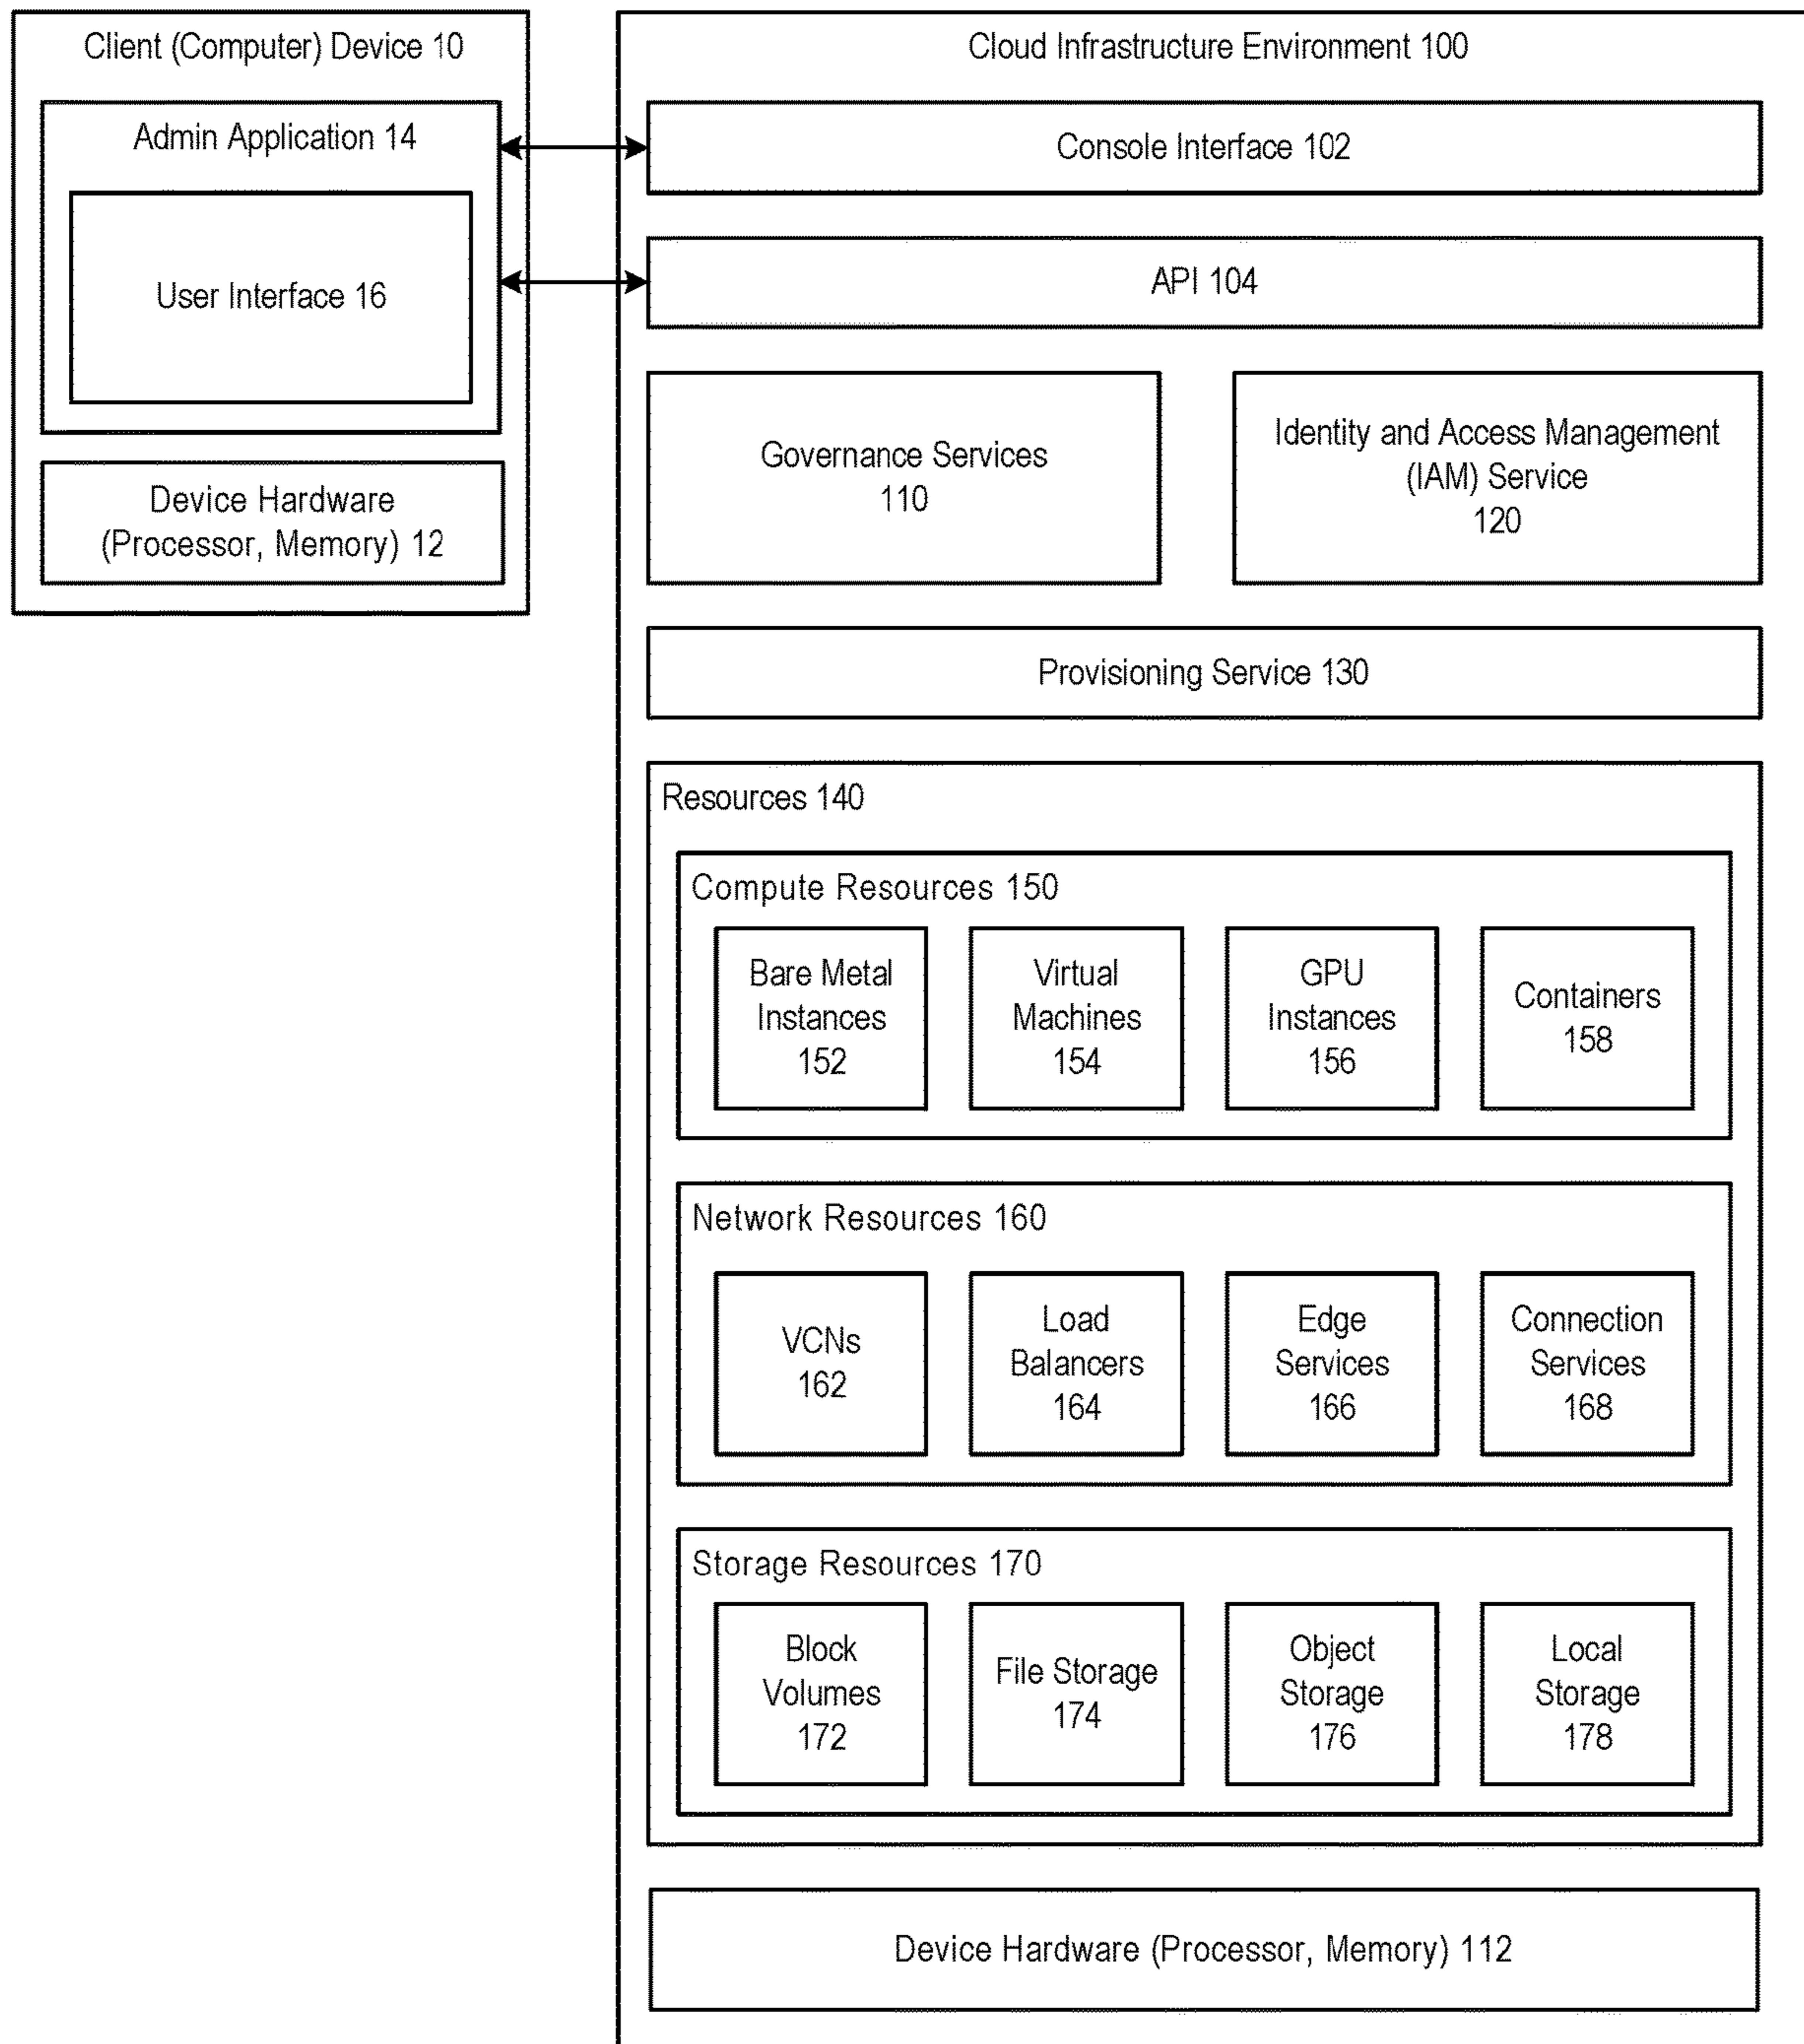 Client (Computer) Device 10
Admin Application 14
User Interface 16
Device Hardware
(Processor, Memory) 12
Cloud Infrastructure Environment 100
Console Interface 102
API 104
Governance Services
110
Identity and Access Management
(IAM) Service
120
Provisioning Service 130
Resources 140
Compute Resources 150
Bare Metal
Instances
152
Virtual
Machines
154
GPU
Instances
156
Containers
158
Network Resources 160
VCNs
162
Load
Balancers
164
Edge
Services
166
Connection
Services
168
Storage Resources 170
Block
Volumes
172
File Storage
174
Object
Storage
176
Local
Storage
178
Device Hardware (Processor, Memory) 112